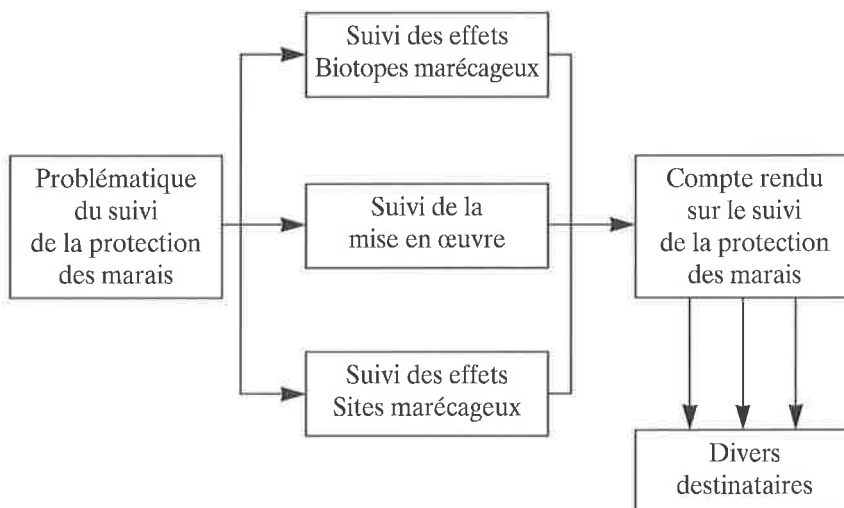 Suivi des effets
Biotopes marécageux
Problématique
du suivi
de la protection
des marais
Suivi de la
mise en œuvre
Compte rendu
sur le suivi
de la protection
des marais
Suivi des effets
Sites marécageux
Divers
destinataires